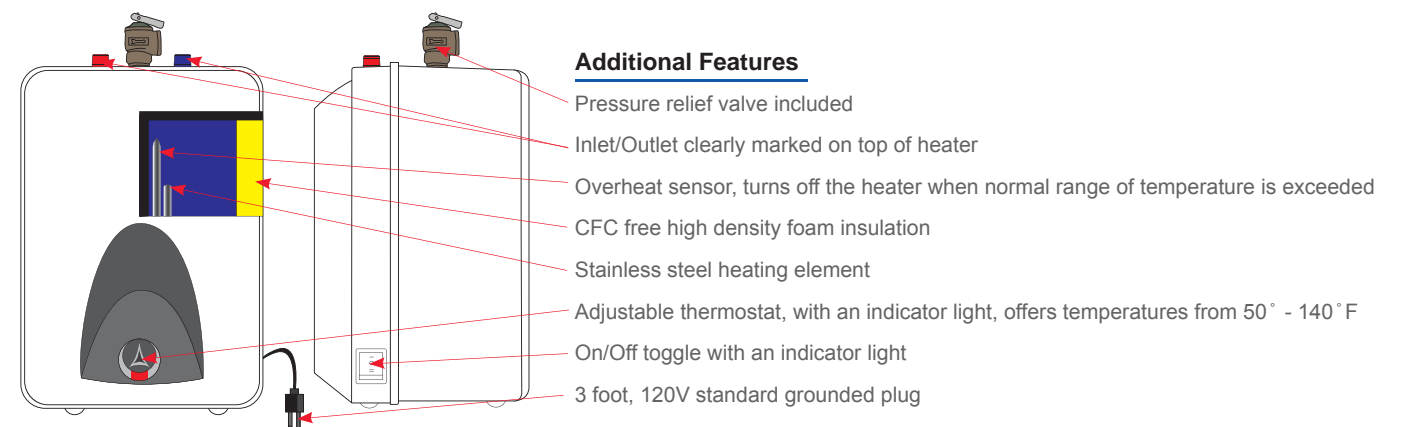 Additional Features
Pressure relief valve included
Inlet/Outlet clearly marked on top of heater
Overheat sensor, turns off the heater when normal range of temperature is exceeded
CFC free high density foam insulation
Stainless steel heating element
Adjustable thermostat, with an indicator light, offers temperatures from 50˚ - 140˚F
On/Off toggle with an indicator light
3 foot, 120V standard grounded plug